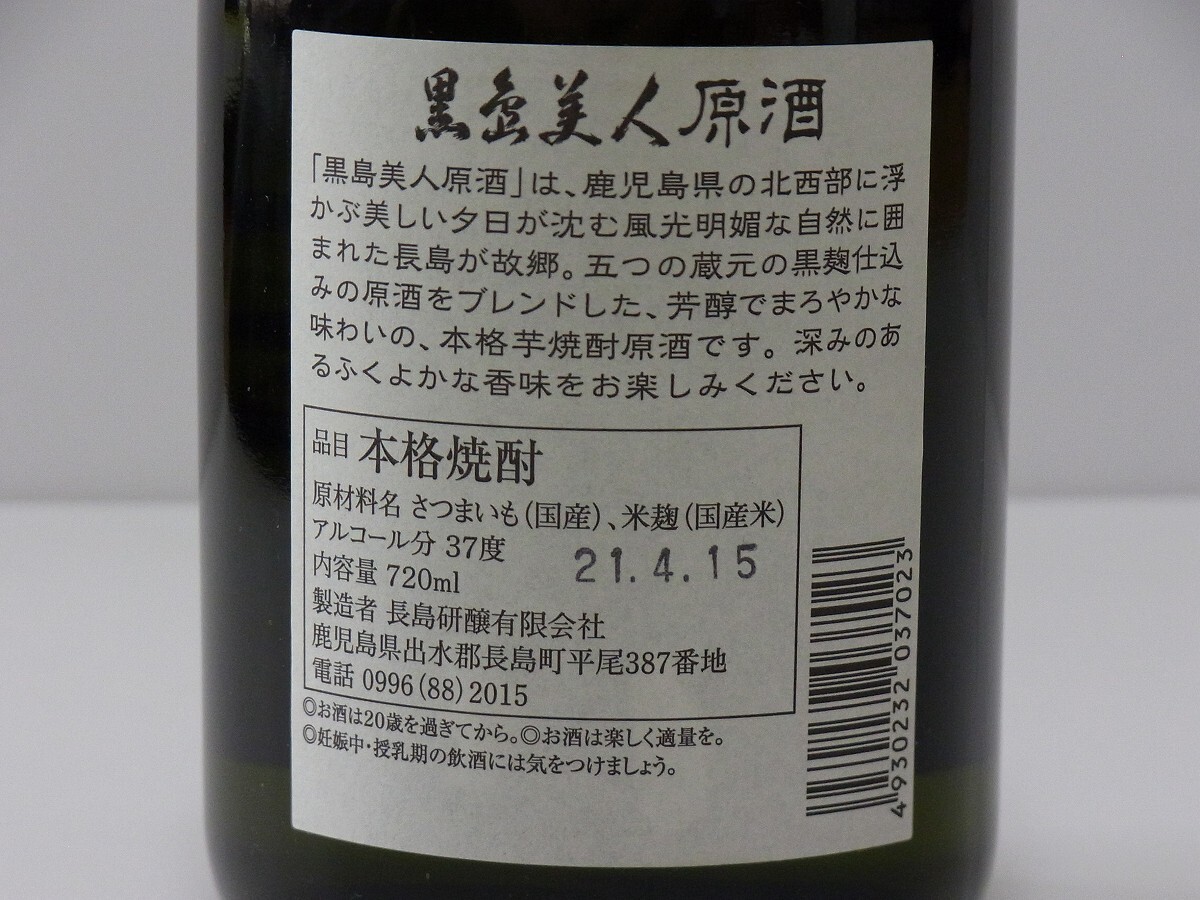 黒島美人原酒
「黒島美人原酒」は、鹿児島県の北西部に浮
かぶ美しい夕日が沈む風光明媚な自然に囲
まれた長島が故郷。五つの蔵元の黒麹仕込
みの原酒をブレンドした、芳醇でまろやかな
味わいの、本格芋焼酎原酒です。深みのあ
るふくよかな香味をお楽しみください。
品目 本格焼酎
原材料名 さつまいも(国産)、米麹(国産米)
アルコール分 37度
21.4.15
内容量 720ml
製造者 長島研醸有限会社
鹿児島県出水郡長島町平尾387番地
電話 0996(88)2015
◎お酒は20歳を過ぎてから。◎お酒は楽しく適量を。
◎妊娠中・授乳期の飲酒には気をつけましょう。
4930232037023